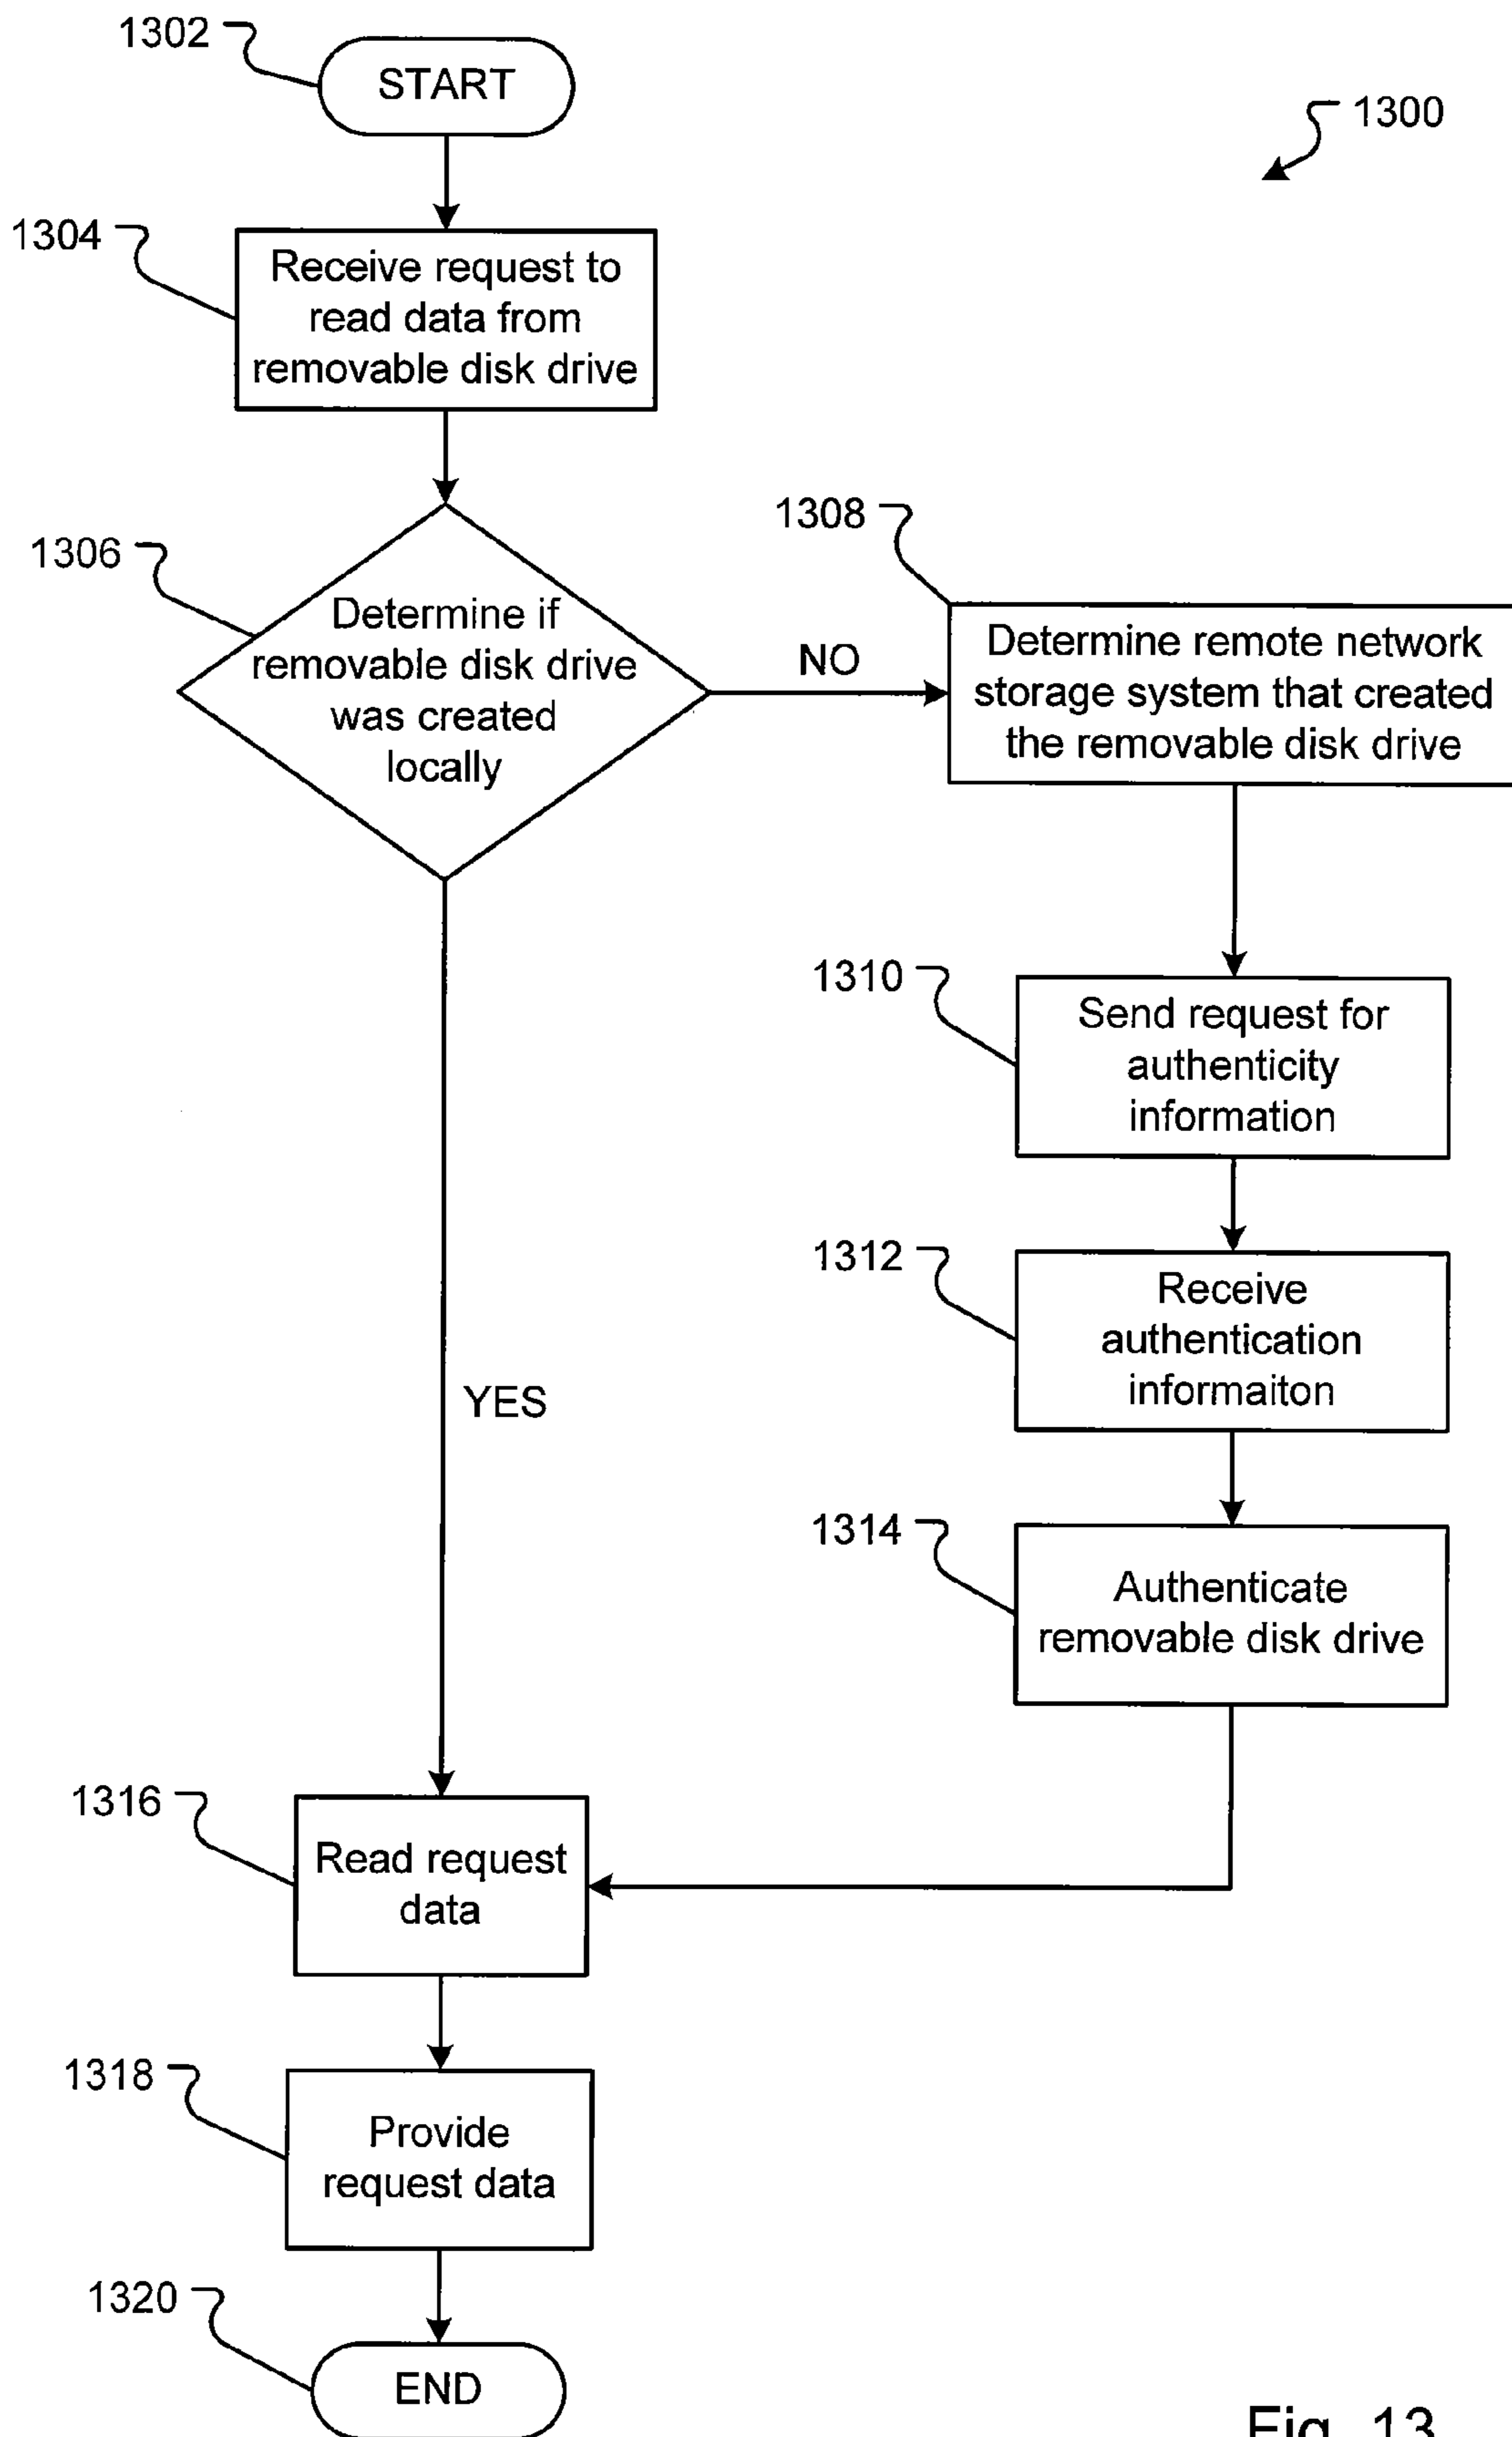 1302
START
1300
1304
Receive request to
read data from
removable disk drive
1306
Determine if
removable disk drive
was created
locally
NO
1308
Determine remote network
storage system that created
the removable disk drive
1310
Send request for
authenticity
information
1312
Receive
authentication
informaiton
1314
Authenticate
removable disk drive
YES
1316
Read request
data
1318
Provide
request data
1320
END
Fig. 13